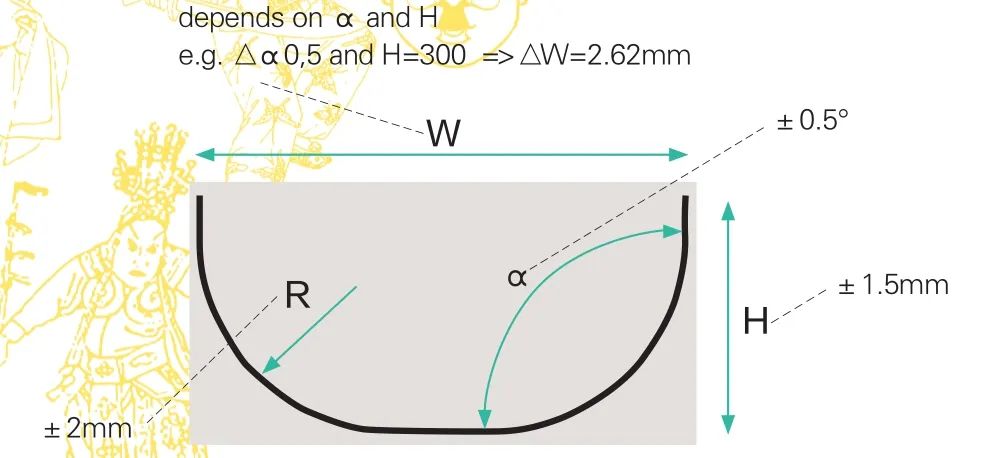 depends on α and H
e.g. △α 0,5 and H=300 => △W=2.62mm
W
± 0.5°
α
R
± 1.5mm
H
± 2mm